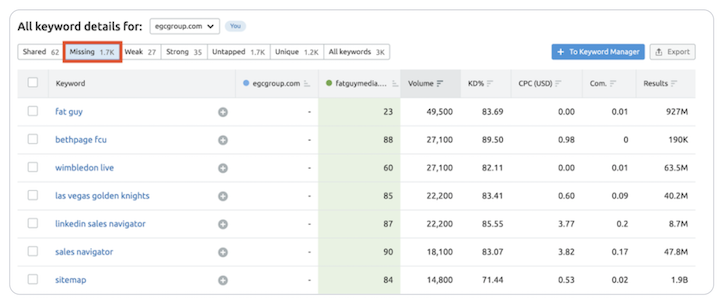 All keyword details for: egcgroup.com You
Shared 62 Missing 1.7K Weak 27 Strong 35 Untapped 1.7K Unique 1.2K All keywords 3K + To Keyword Manager Export
Keyword egcgroup.com fatguymedia.... Volume KD% CPC (USD) Com. Results
fat guy - 23 49,500 83.69 0.00 0.01 927M
bethpage fcu - 88 27,100 89.50 0.98 0 190K
wimbledon live - 60 27,100 82.11 0.00 0.01 63.5M
las vegas golden knights - 85 22,200 83.41 0.60 0.09 40.2M
linkedin sales navigator - 87 22,200 85.55 3.77 0.2 8.7M
sales navigator - 90 18,100 83.07 3.82 0.17 47.8M
sitemap - 84 14,800 71.44 0.53 0.02 1.9B